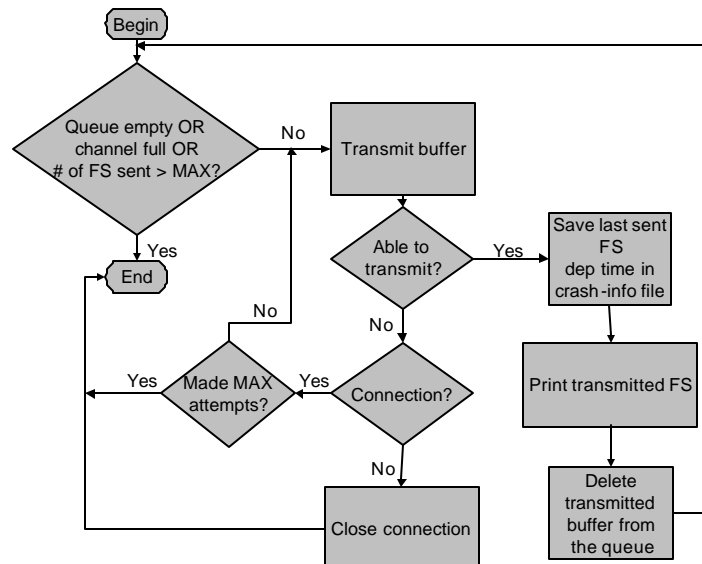 Begin
Queue empty OR
channel full OR
# of FS sent > MAX?
No
Transmit buffer
Yes
End
Able to
transmit?
Yes
Save last sent
FS
dep time in
crash-info file
No
No
Yes
Made MAX
attempts?
Yes
Connection?
Print transmitted FS
No
Close connection
Delete
transmitted
buffer from
the queue